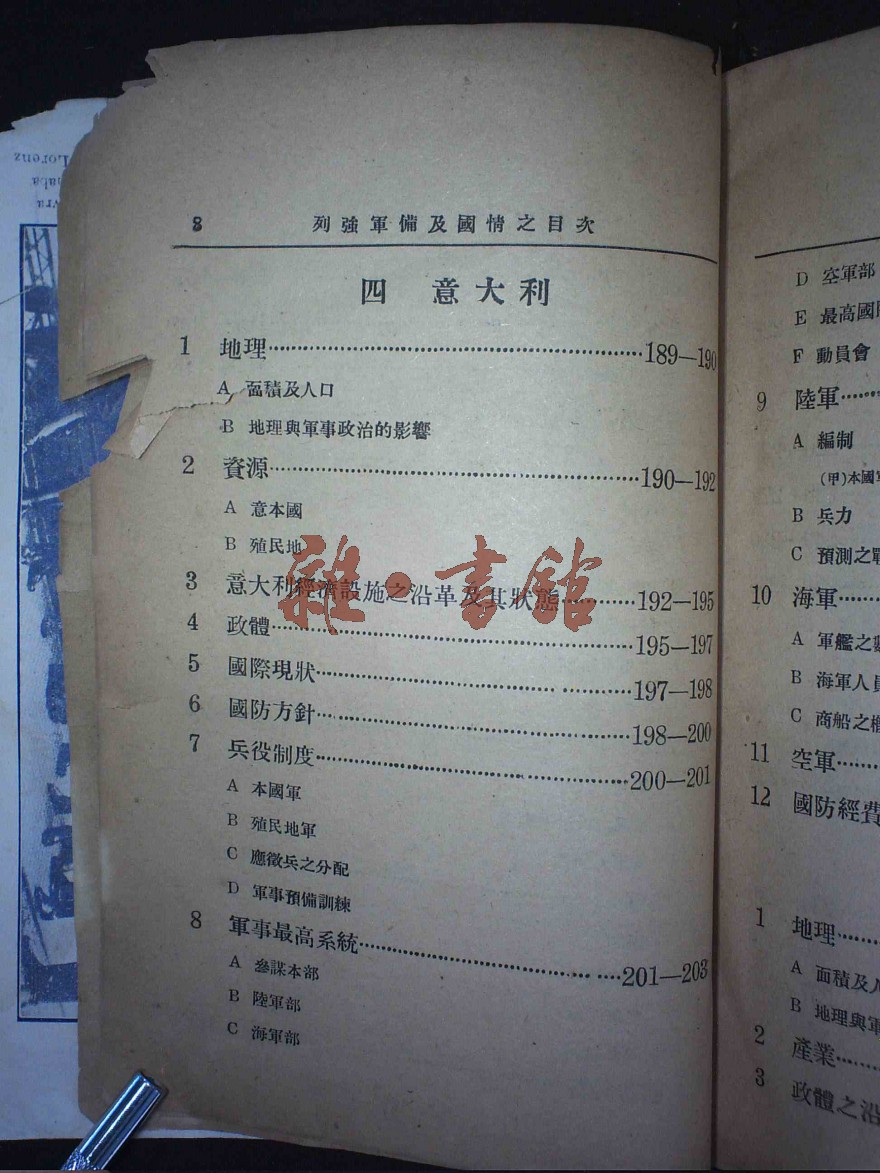 8 列強軍備及國情之目次
四 意大利
1 地理……189—190
A 面積及人口
B 地理與軍事政治的影響
2 資源……190—192
A 意本國
B 殖民地
3 意大利經濟設施之沿革及其狀態……192—195
4 政體……195—197
5 國際現狀……197—198
6 國防方針……198—200
7 兵役制度……200—201
A 本國軍
B 殖民地軍
C 應徵兵之分配
D 軍事預備訓練
8 軍事最高系統……201—203
A 參謀本部
B 陸軍部
C 海軍部
D 空軍部
E 最高國
F 動員會
9 陸軍……
A 編制
(甲)本國
B 兵力
C 預測之
10 海軍……
A 軍艦之
B 海軍人
C 商船之
11 空軍……
12 國防經費
1 地理……
A 面積及
B 地理與軍
2 產業……
3 政體之沿
雜·書館
Lorenz